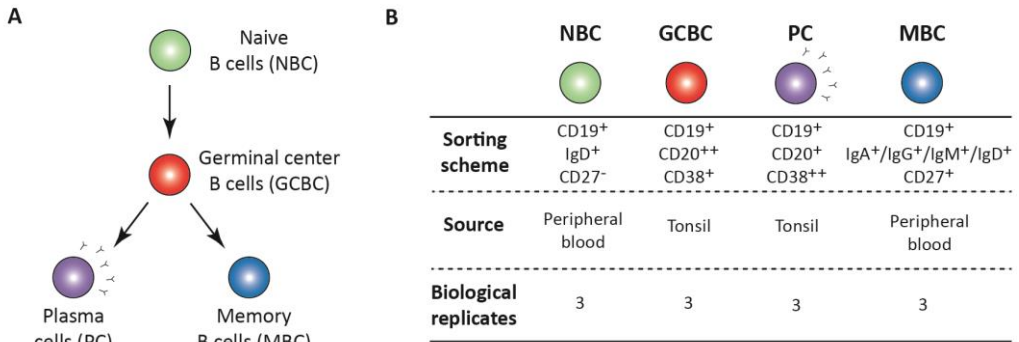 A
Naive
B cells (NBC)
Germinal center
B cells (GCBC)
Plasma
cells (PC)
Memory
B cells (MBC)
B
NBC GCBC PC MBC
Sorting scheme
CD19+ CD19+ CD19+ CD19+
IgD+ CD20++ CD20+ IgA+/IgG+/IgM+/IgD+
CD27- CD38+ CD38++ CD27+
Source
Peripheral blood Tonsil Tonsil Peripheral blood
Biological replicates
3 3 3 3